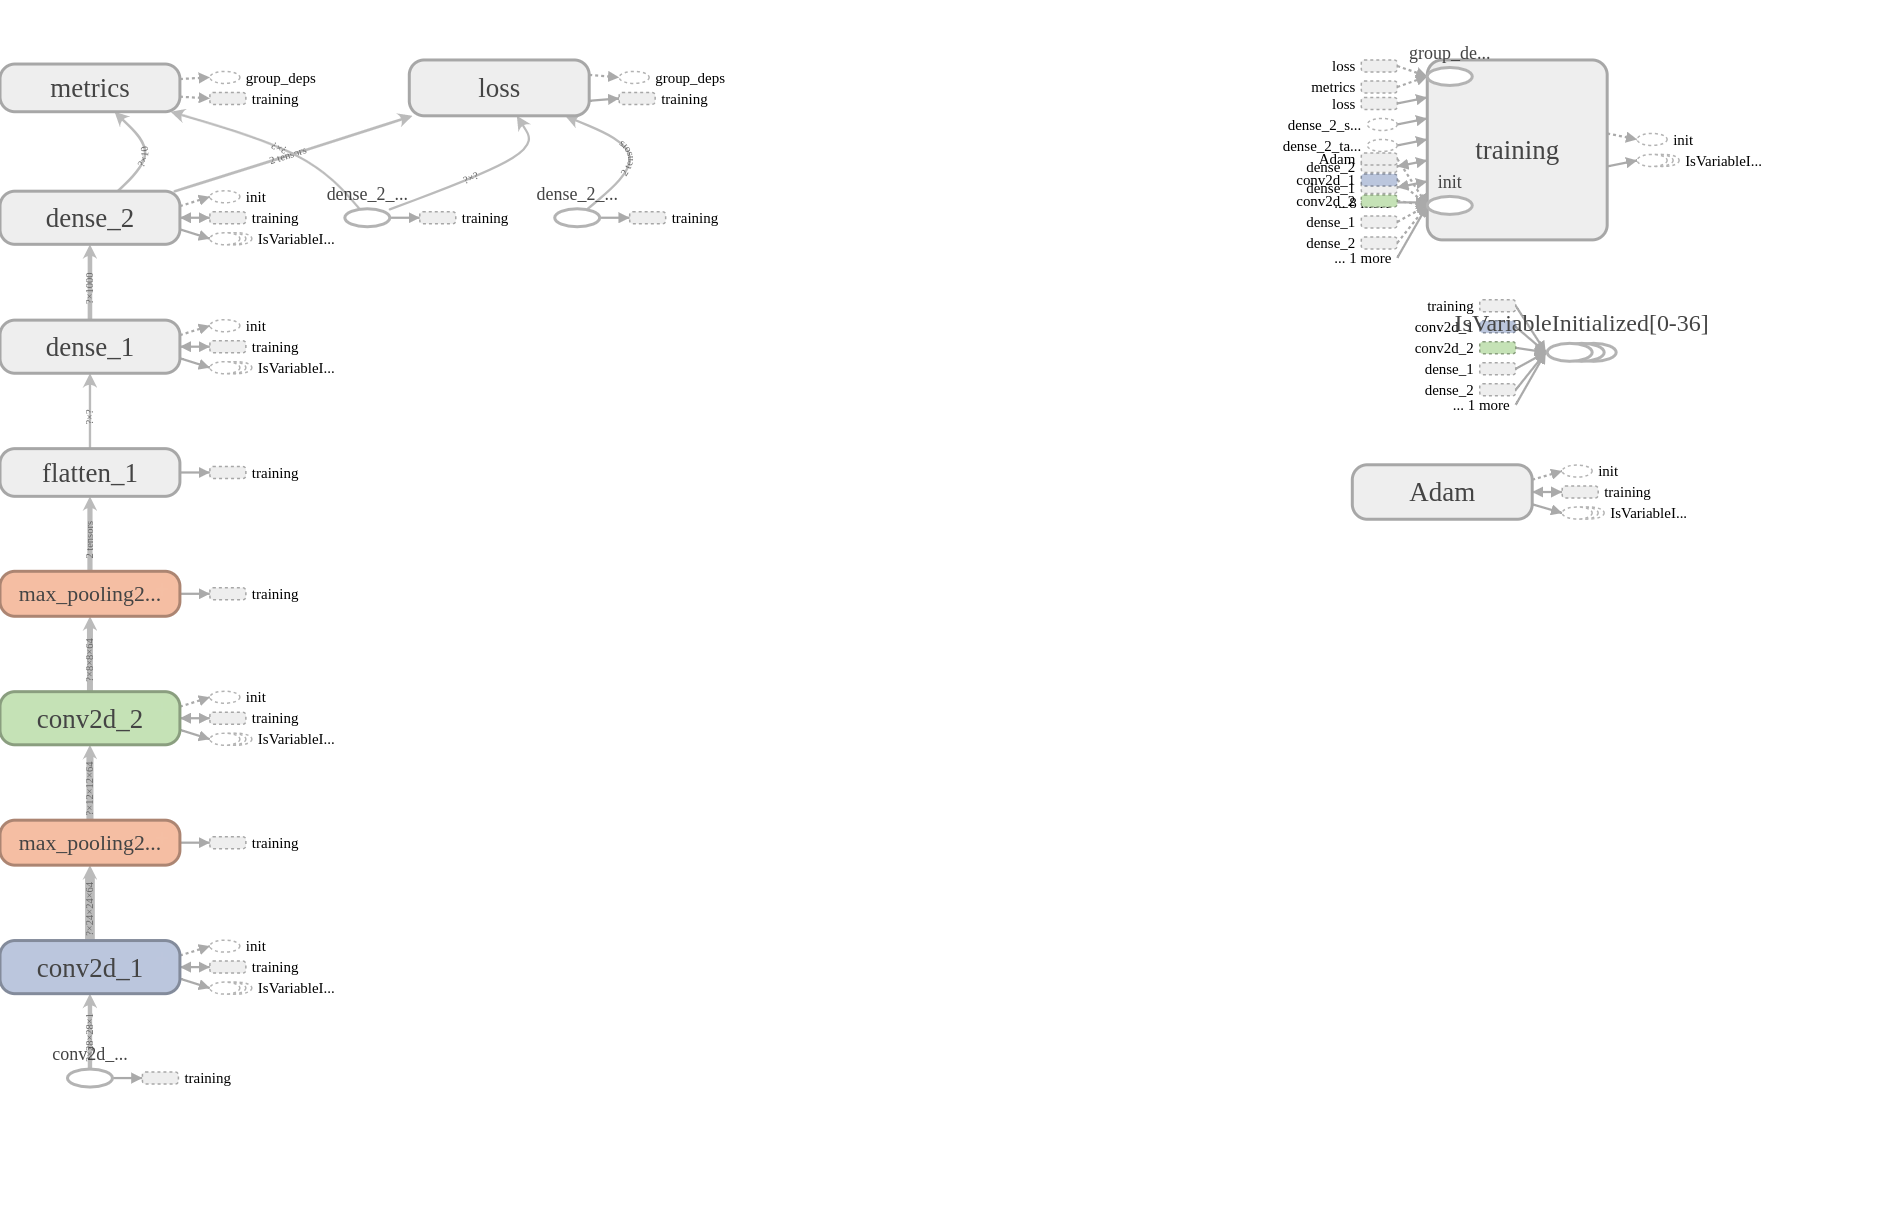 metrics
group_deps
training
loss
group_deps
training
?×10
?×?
2 tensors
?×?
2 tensors
dense_2
init
training
IsVariableI...
dense_2_...
training
dense_2_...
training
?×1000
dense_1
init
training
IsVariableI...
?×?
flatten_1
training
2 tensors
max_pooling2...
training
?×8×8×64
conv2d_2
init
training
IsVariableI...
?×12×12×64
max_pooling2...
training
?×24×24×64
conv2d_1
init
training
IsVariableI...
?×28×28×1
conv2d_...
training
group_de...
loss
metrics
loss
dense_2_s...
dense_2_ta...
Adam
dense_2
conv2d_1
dense_1
conv2d_2
... 8 more
dense_1
dense_2
... 1 more
training
init
init
IsVariableI...
training
IsVariableInitialized[0-36]
conv2d_1
conv2d_2
dense_1
dense_2
... 1 more
Adam
init
training
IsVariableI...